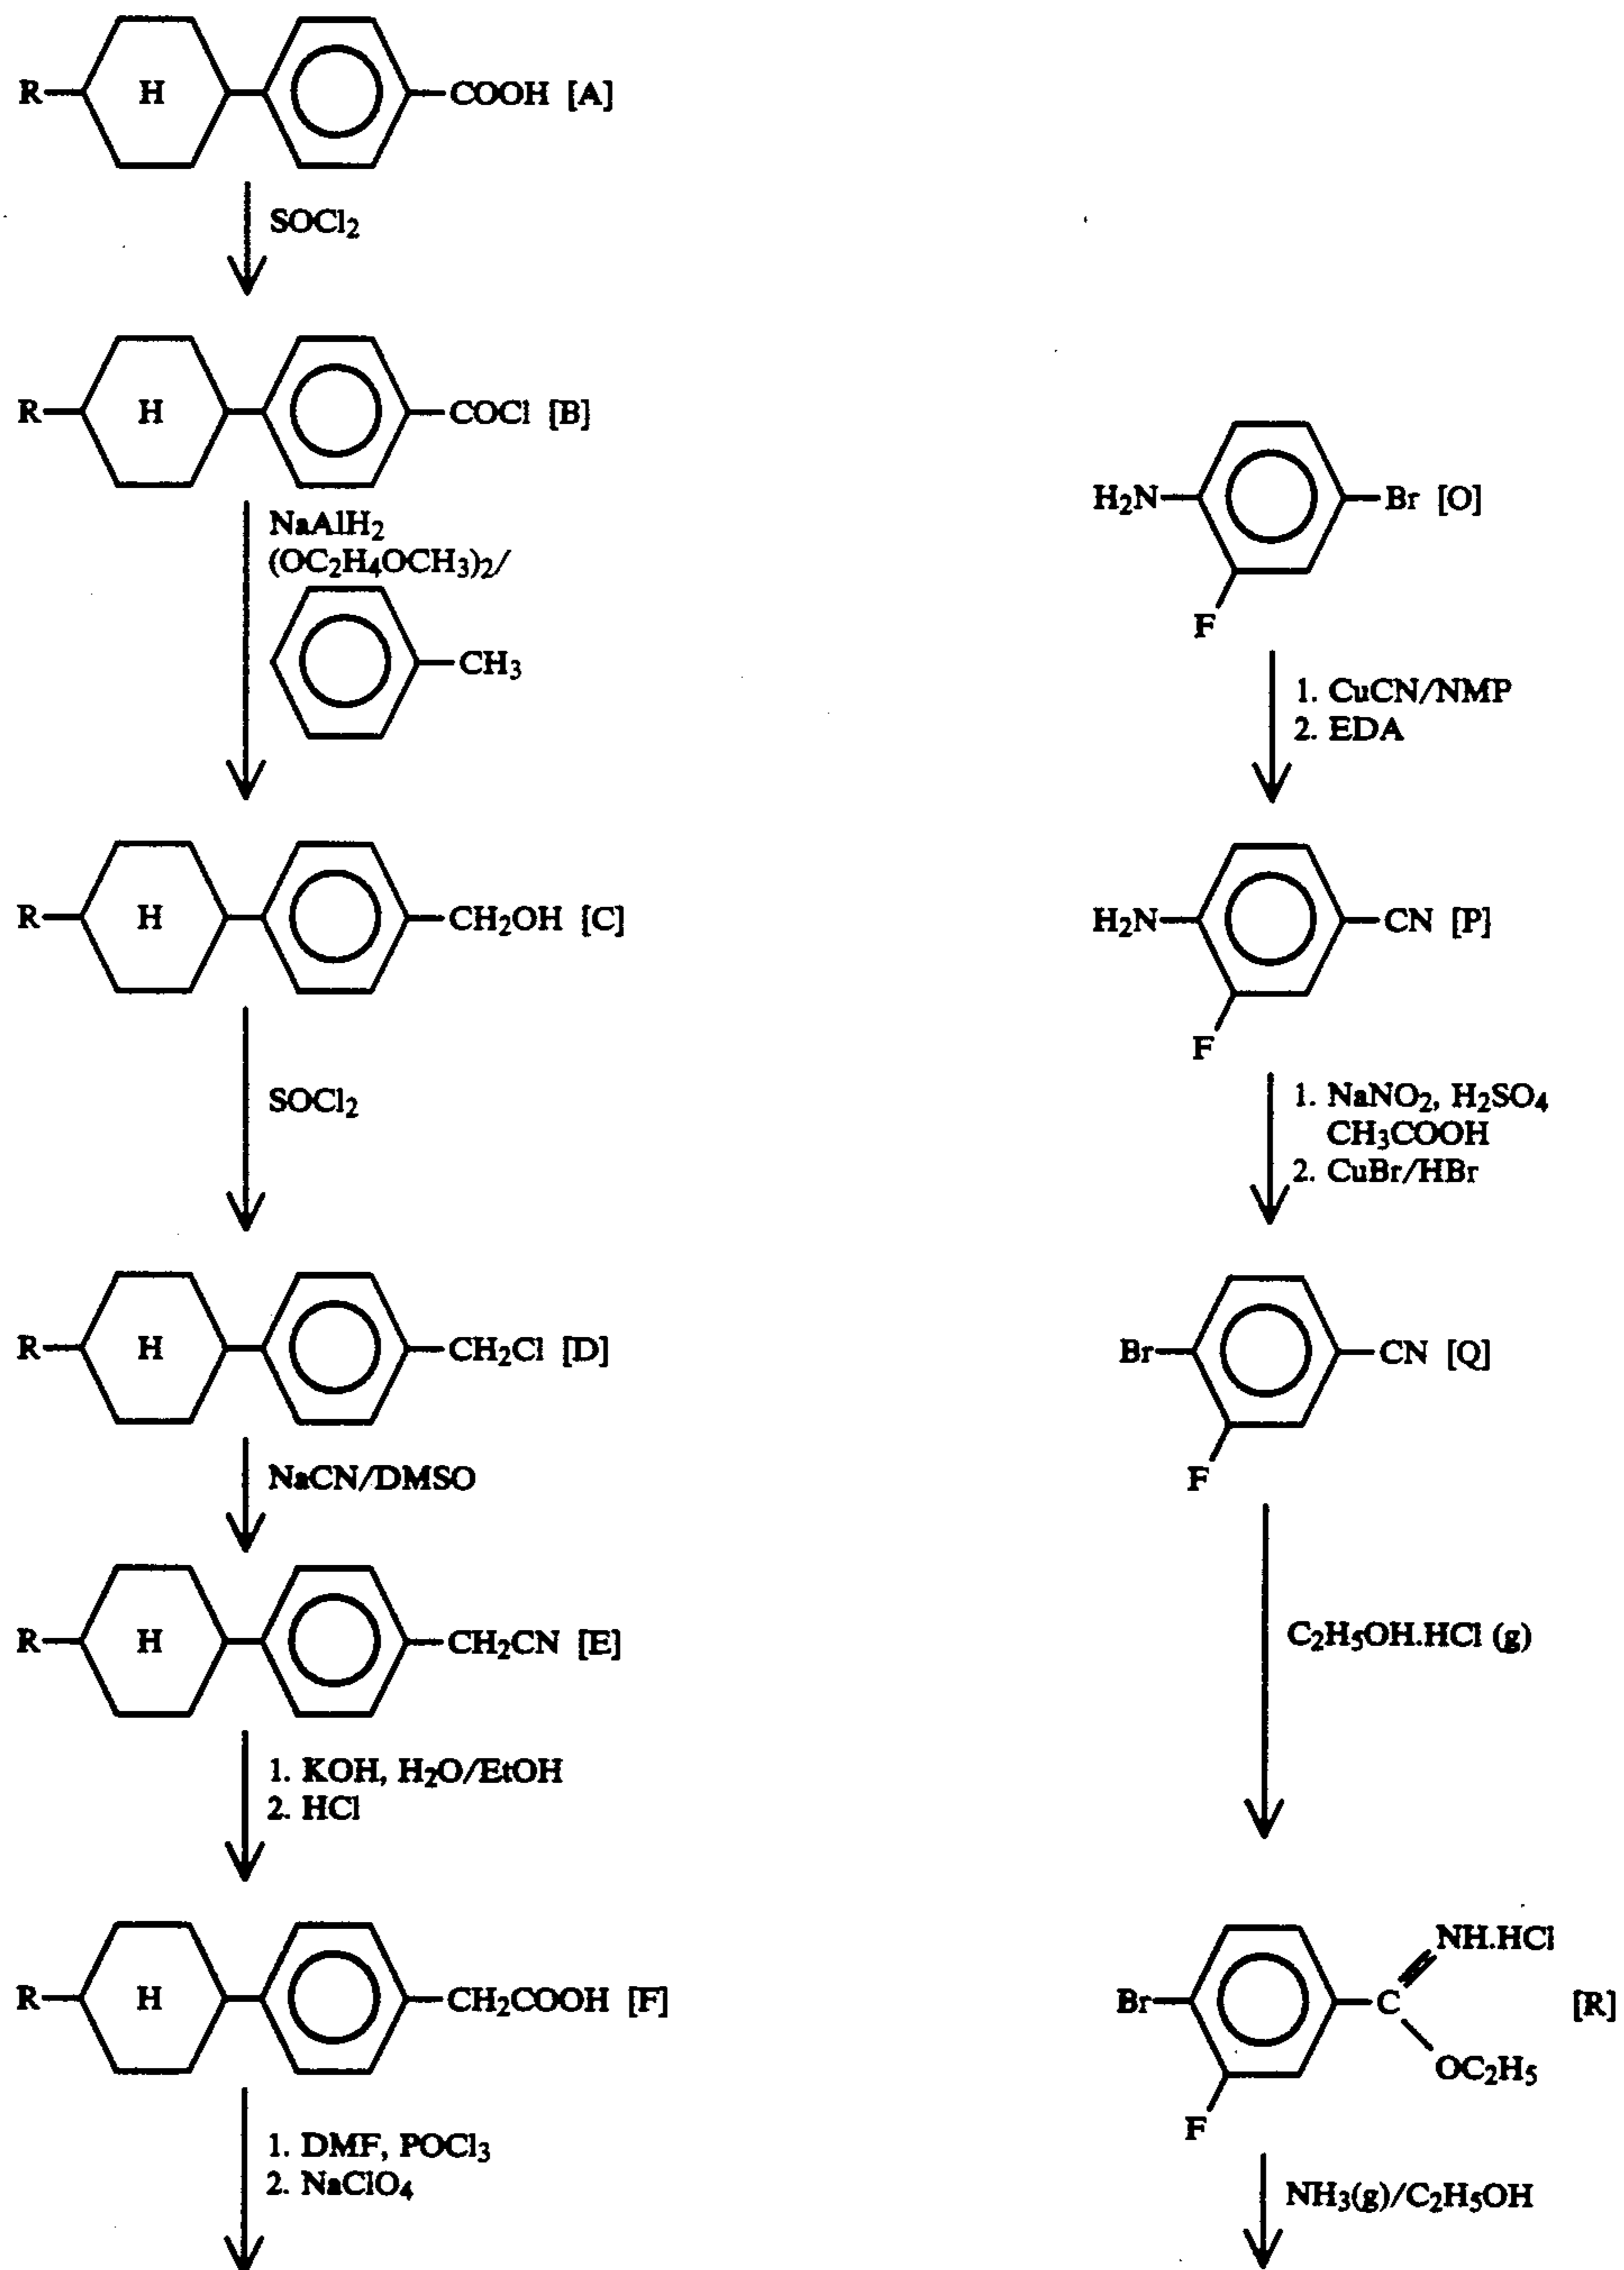 R H COOH [A]
SOCl2
R H COCl [B]
NaAlH2
(OC2H4OCH3)2/
CH3
R H CH2OH [C]
SOCl2
R H CH2Cl [D]
NaCN/DMSO
R H CH2CN [E]
1. KOH, H2O/EtOH
2. HCl
R H CH2COOH [F]
1. DMF, POCl3
2. NaClO4
H2N Br [O]
F
1. CuCN/NMP
2. EDA
H2N CN [P]
F
1. NaNO2, H2SO4
CH3COOH
2. CuBr/HBr
Br CN [Q]
F
C2H5OH.HCl (g)
NH.HCl
Br C [R]
OC2H5
F
NH3(g)/C2H5OH